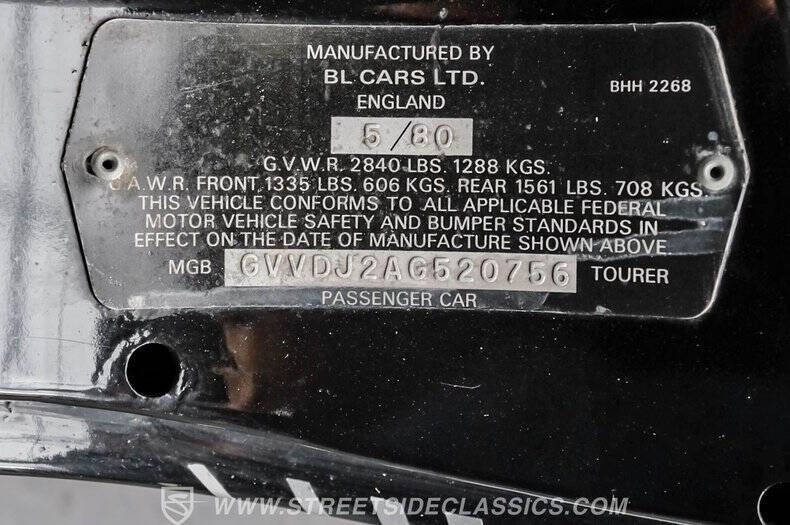 MANUFACTURED BY
BL CARS LTD.
BHH 2268
ENGLAND
5/80
G.V.W.R. 2840 LBS. 1288 KGS.
G.A.W.R. FRONT 1335 LBS. 606 KGS. REAR 1561 LBS. 708 KGS.
THIS VEHICLE CONFORMS TO ALL APPLICABLE FEDERAL
MOTOR VEHICLE SAFETY AND BUMPER STANDARDS IN
EFFECT ON THE DATE OF MANUFACTURE SHOWN ABOVE.
MGB GVVDJ2AG520756 TOURER
PASSENGER CAR
WWW.STREETSIDECLASSICS.COM